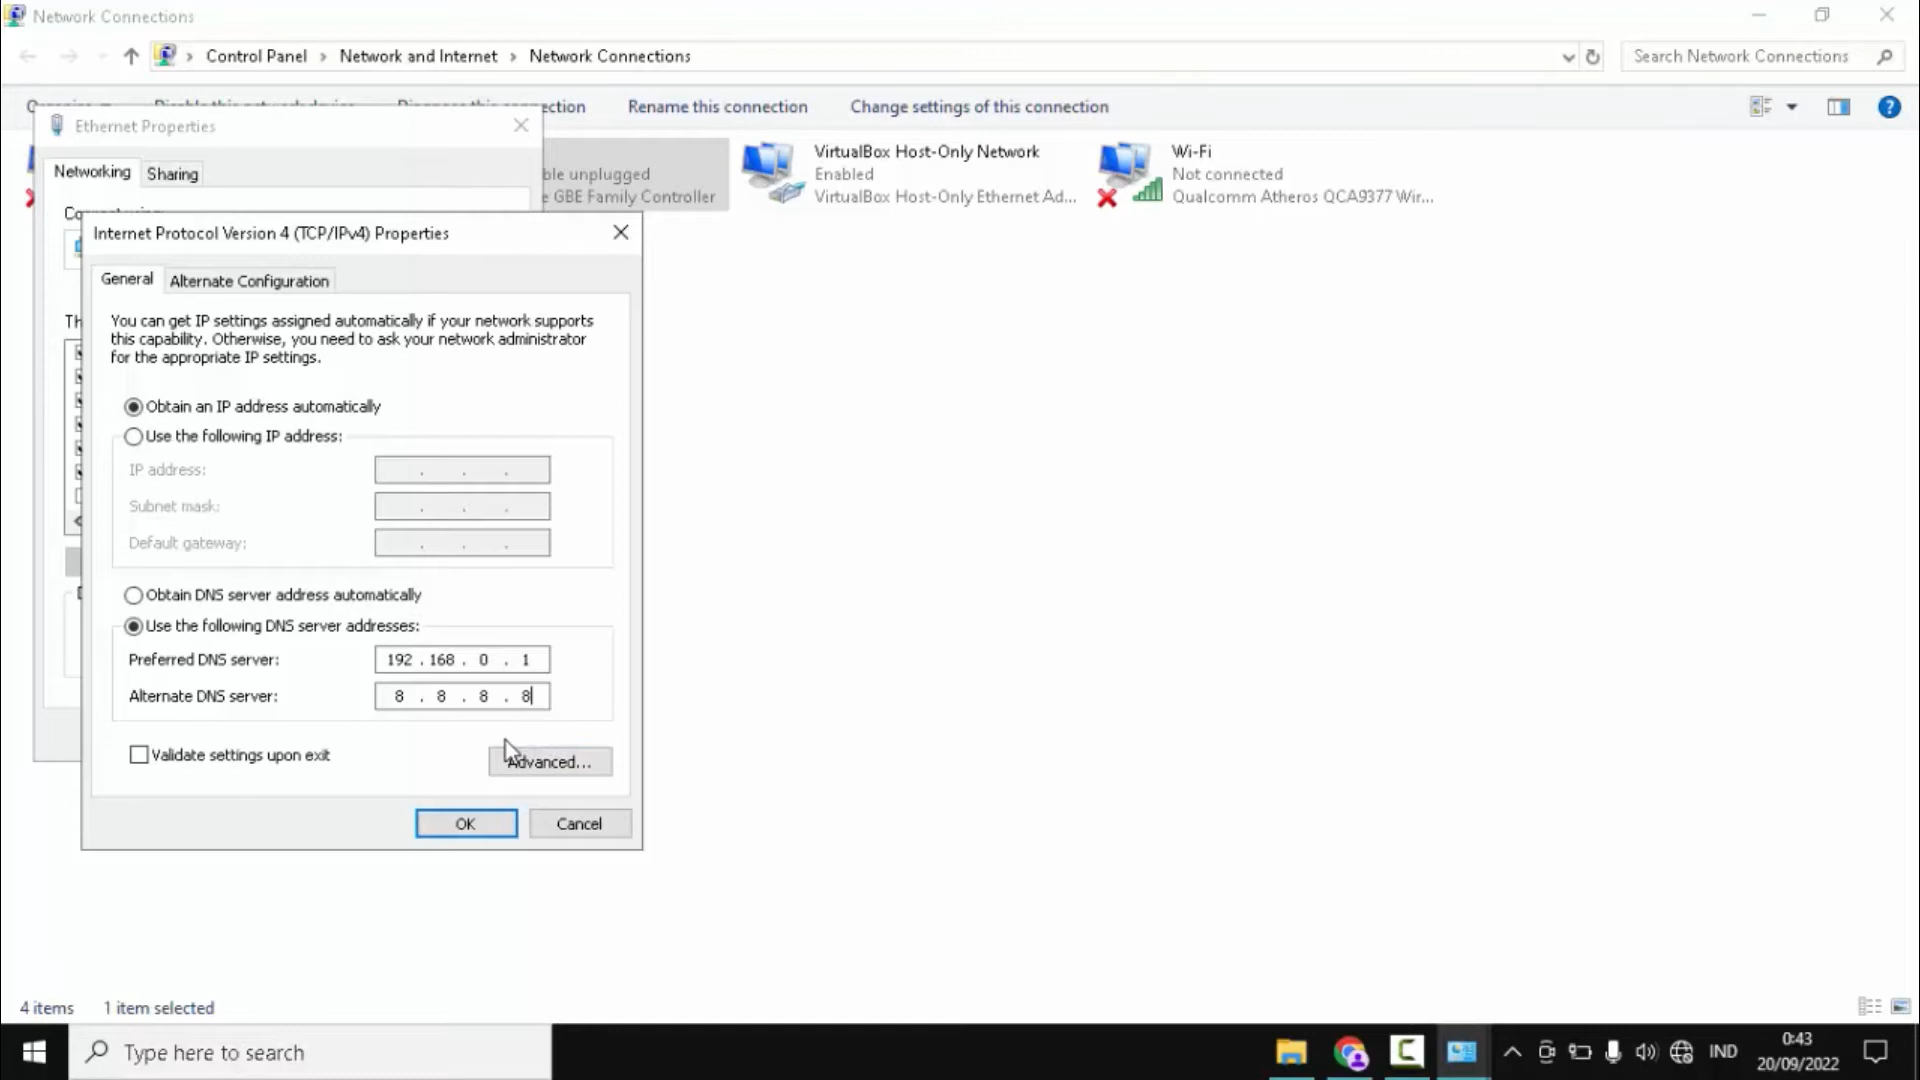 Network Connections
Control Panel > Network and Internet > Network Connections
Search Network Connections
ection
Rename this connection
Change settings of this connection
Ethernet Properties
Networking
Sharing
ble unplugged
e GBE Family Controller
VirtualBox Host-Only Network
Enabled
VirtualBox Host-Only Ethernet Ad...
Wi-Fi
Not connected
Qualcomm Atheros QCA9377 Wir...
Internet Protocol Version 4 (TCP/IPv4) Properties
General
Alternate Configuration
You can get IP settings assigned automatically if your network supports
this capability. Otherwise, you need to ask your network administrator
for the appropriate IP settings.
Obtain an IP address automatically
Use the following IP address:
IP address:
Subnet mask:
Default gateway:
Obtain DNS server address automatically
Use the following DNS server addresses:
Preferred DNS server: 192 . 168 . 0 . 1
Alternate DNS server: 8 . 8 . 8 . 8
Validate settings upon exit
Advanced...
OK
Cancel
4 items
1 item selected
Type here to search
IND
0:43
20/09/2022